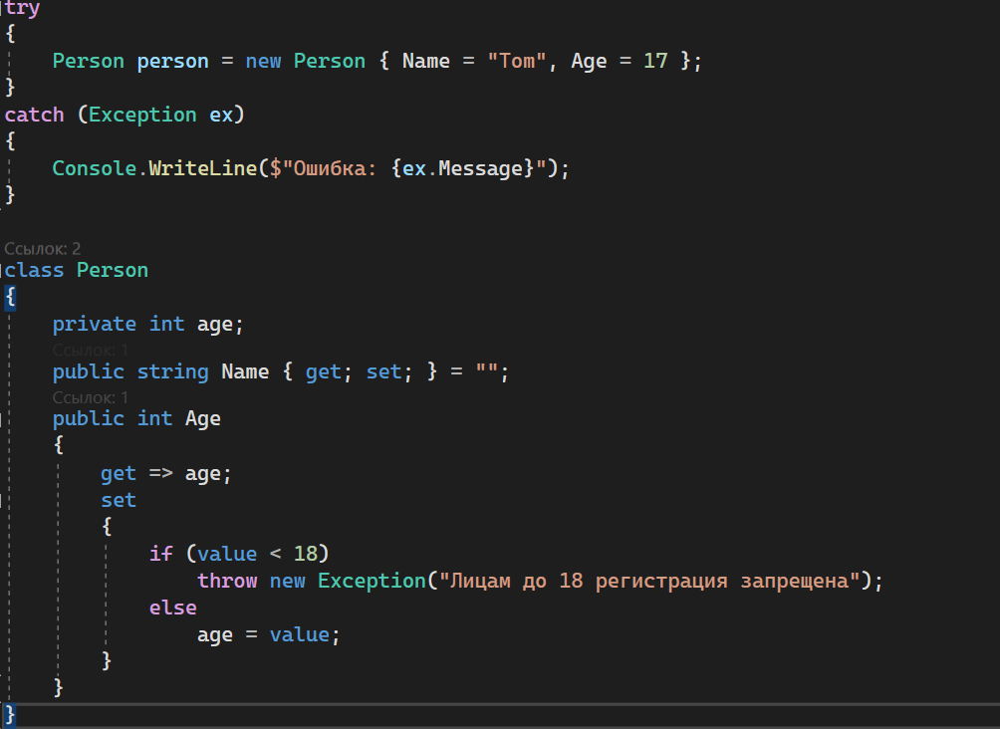 try
{
    Person person = new Person { Name = "Tom", Age = 17 };
}
catch (Exception ex)
{
    Console.WriteLine($"Ошибка: {ex.Message}");
}
Ссылок: 2
class Person
{
    private int age;
    Ссылок: 1
    public string Name { get; set; } = "";
    Ссылок: 1
    public int Age
    {
        get => age;
        set
        {
            if (value < 18)
                throw new Exception("Лицам до 18 регистрация запрещена");
            else
                age = value;
        }
    }
}